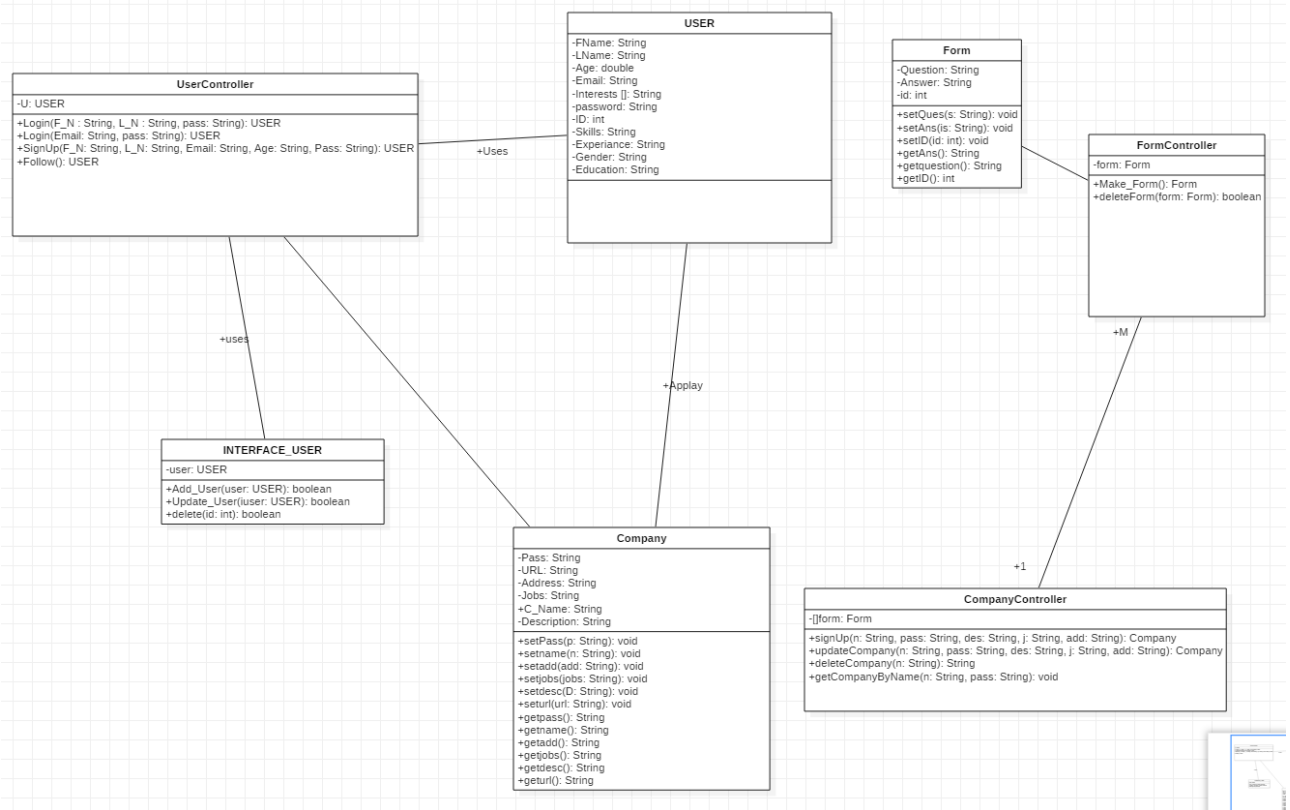 UserController
-U: USER
+Login(F_N : String, L_N : String, pass: String): USER
+Login(Email: String, pass: String): USER
+SignUp(F_N: String, L_N: String, Email: String, Age: String, Pass: String): USER
+Follow(): USER
+Uses
USER
-FName: String
-LName: String
-Age: double
-Email: String
-Interests []: String
-password: String
-ID: int
-Skills: String
-Experiance: String
-Gender: String
-Education: String
Form
-Question: String
-Answer: String
-id: int
+setQues(s: String): void
+setAns(is: String): void
+setID(id: int): void
+getAns(): String
+getquestion(): String
+getID(): int
FormController
-form: Form
+Make_Form(): Form
+deleteForm(form: Form): boolean
+uses
+Applay
+M
+1
INTERFACE_USER
-user: USER
+Add_User(user: USER): boolean
+Update_User(iuser: USER): boolean
+delete(id: int): boolean
Company
-Pass: String
-URL: String
-Address: String
-Jobs: String
+C_Name: String
-Description: String
+setPass(p: String): void
+setname(n: String): void
+setadd(add: String): void
+setjobs(jobs: String): void
+setdesc(D: String): void
+seturl(url: String): void
+getpass(): String
+getname(): String
+getadd(): String
+getjobs(): String
+getdesc(): String
+geturl(): String
CompanyController
-[]form: Form
+signUp(n: String, pass: String, des: String, j: String, add: String): Company
+updateCompany(n: String, pass: String, des: String, j: String, add: String): Company
+deleteCompany(n: String): String
+getCompanyByName(n: String, pass: String): void